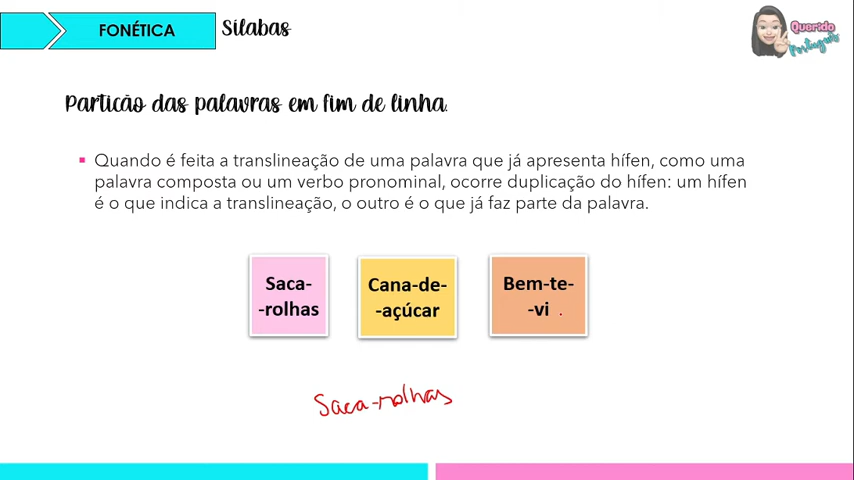 FONÉTICA
Sílabas
Querido
Português
Partição das palavras em fim de linha.
Quando é feita a translineação de uma palavra que já apresenta hífen, como uma
palavra composta ou um verbo pronominal, ocorre duplicação do hífen: um hífen
é o que indica a translineação, o outro é o que já faz parte da palavra.
Saca-
-rolhas
Cana-de-
-açúcar
Bem-te-
-vi
Saca-rolhas